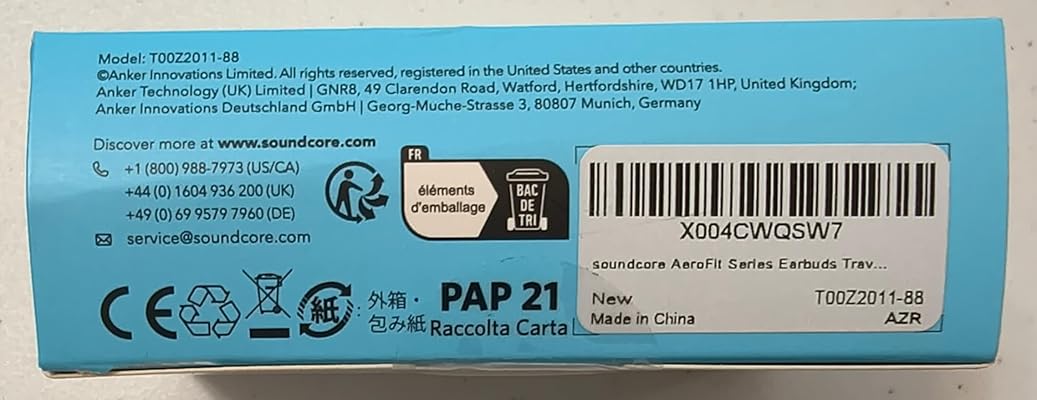 Model: T00Z2011-88
©Anker Innovations Limited. All rights reserved, registered in the United States and other countries.
Anker Technology (UK) Limited | GNR8, 49 Clarendon Road, Watford, Hertfordshire, WD17 1HP, United Kingdom;
Anker Innovations Deutschland GmbH | Georg-Muche-Strasse 3, 80807 Munich, Germany
Discover more at www.soundcore.com
+1 (800) 988-7973 (US/CA)
+44 (0) 1604 936 200 (UK)
+49 (0) 69 9579 7960 (DE)
service@soundcore.com
FR
éléments
d'emballage
BAC
DE
TRI
CE
紙
: 外箱・
包み紙
PAP 21
Raccolta Carta
X004CWQSW7
soundcore AeroFit Series Earbuds Trav...
New
T00Z2011-88
Made in China
AZR